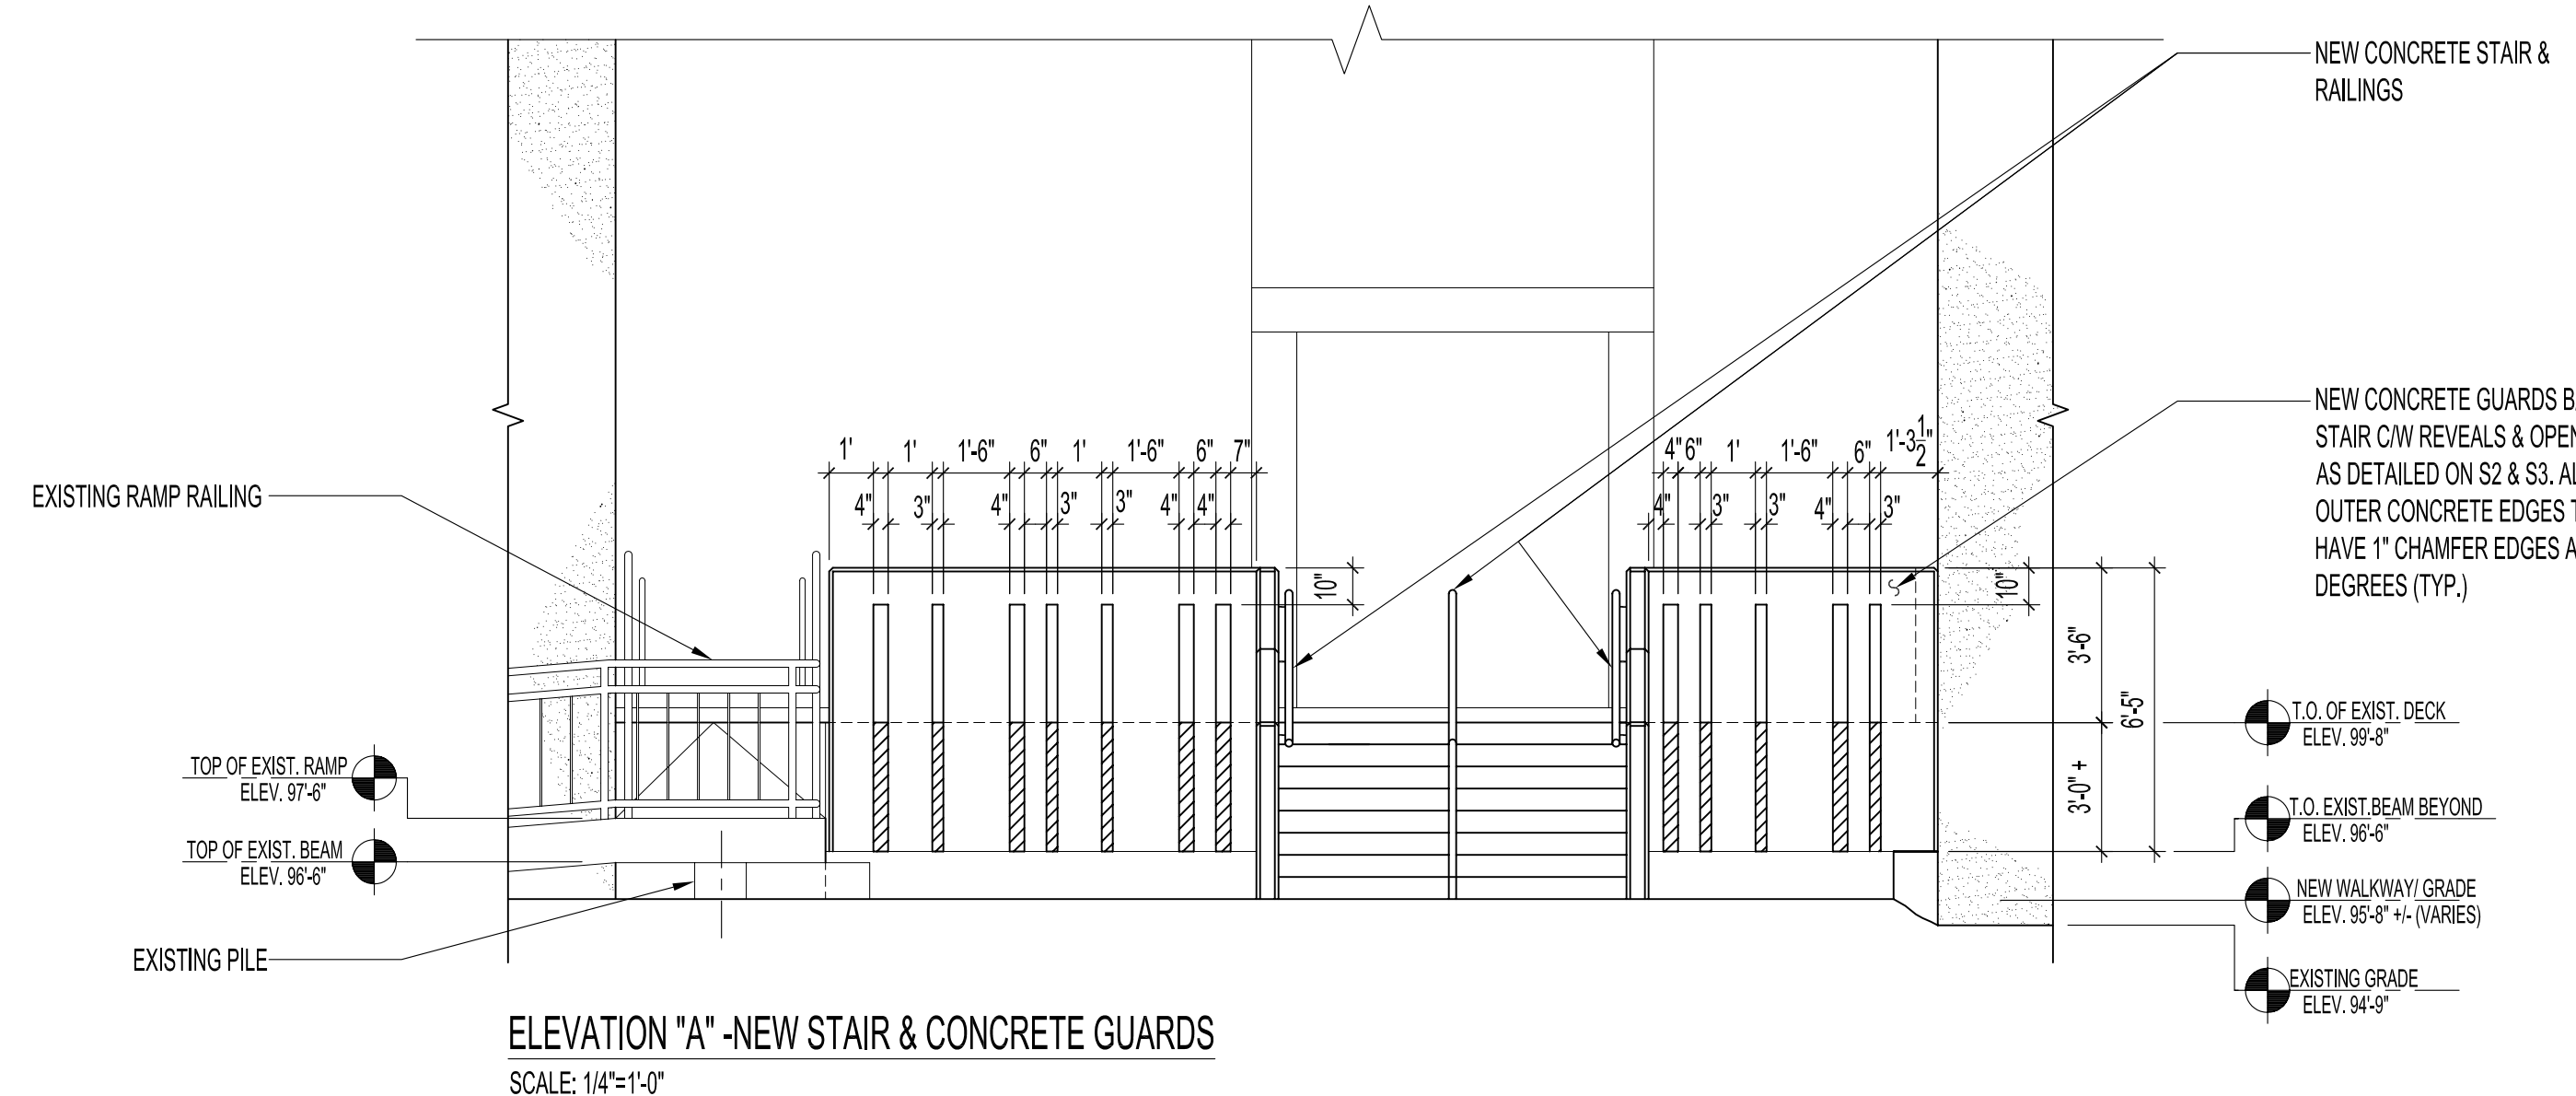 NEW CONCRETE STAIR &
RAILINGS
NEW CONCRETE GUARDS
STAIR C/W REVEALS &
AS DETAILED ON S2 & S3.
OUTER CONCRETE EDGES
HAVE 1" CHAMFER EDGES
DEGREES (TYP.)
1' 1' 1'-6" 6" 1' 1'-6" 6" 7"
4" 3" 4" 3" 3" 4" 4"
4" 6" 1' 1'-6" 6" 1'-3 1/2"
4" 3" 3" 4" 3"
EXISTING RAMP RAILING
10"
10"
3'-6"
6'-5"
3'-0" +
TOP OF EXIST. RAMP
ELEV. 97'-6"
TOP OF EXIST. BEAM
ELEV. 96'-6"
EXISTING PILE
T.O. OF EXIST. DECK
ELEV. 99'-8"
T.O. EXIST.BEAM BEYOND
ELEV. 96'-6"
NEW WALKWAY/ GRADE
ELEV. 95'-8" +/- (VARIES)
EXISTING GRADE
ELEV. 94'-9"
ELEVATION "A" -NEW STAIR & CONCRETE GUARDS
SCALE: 1/4"=1'-0"